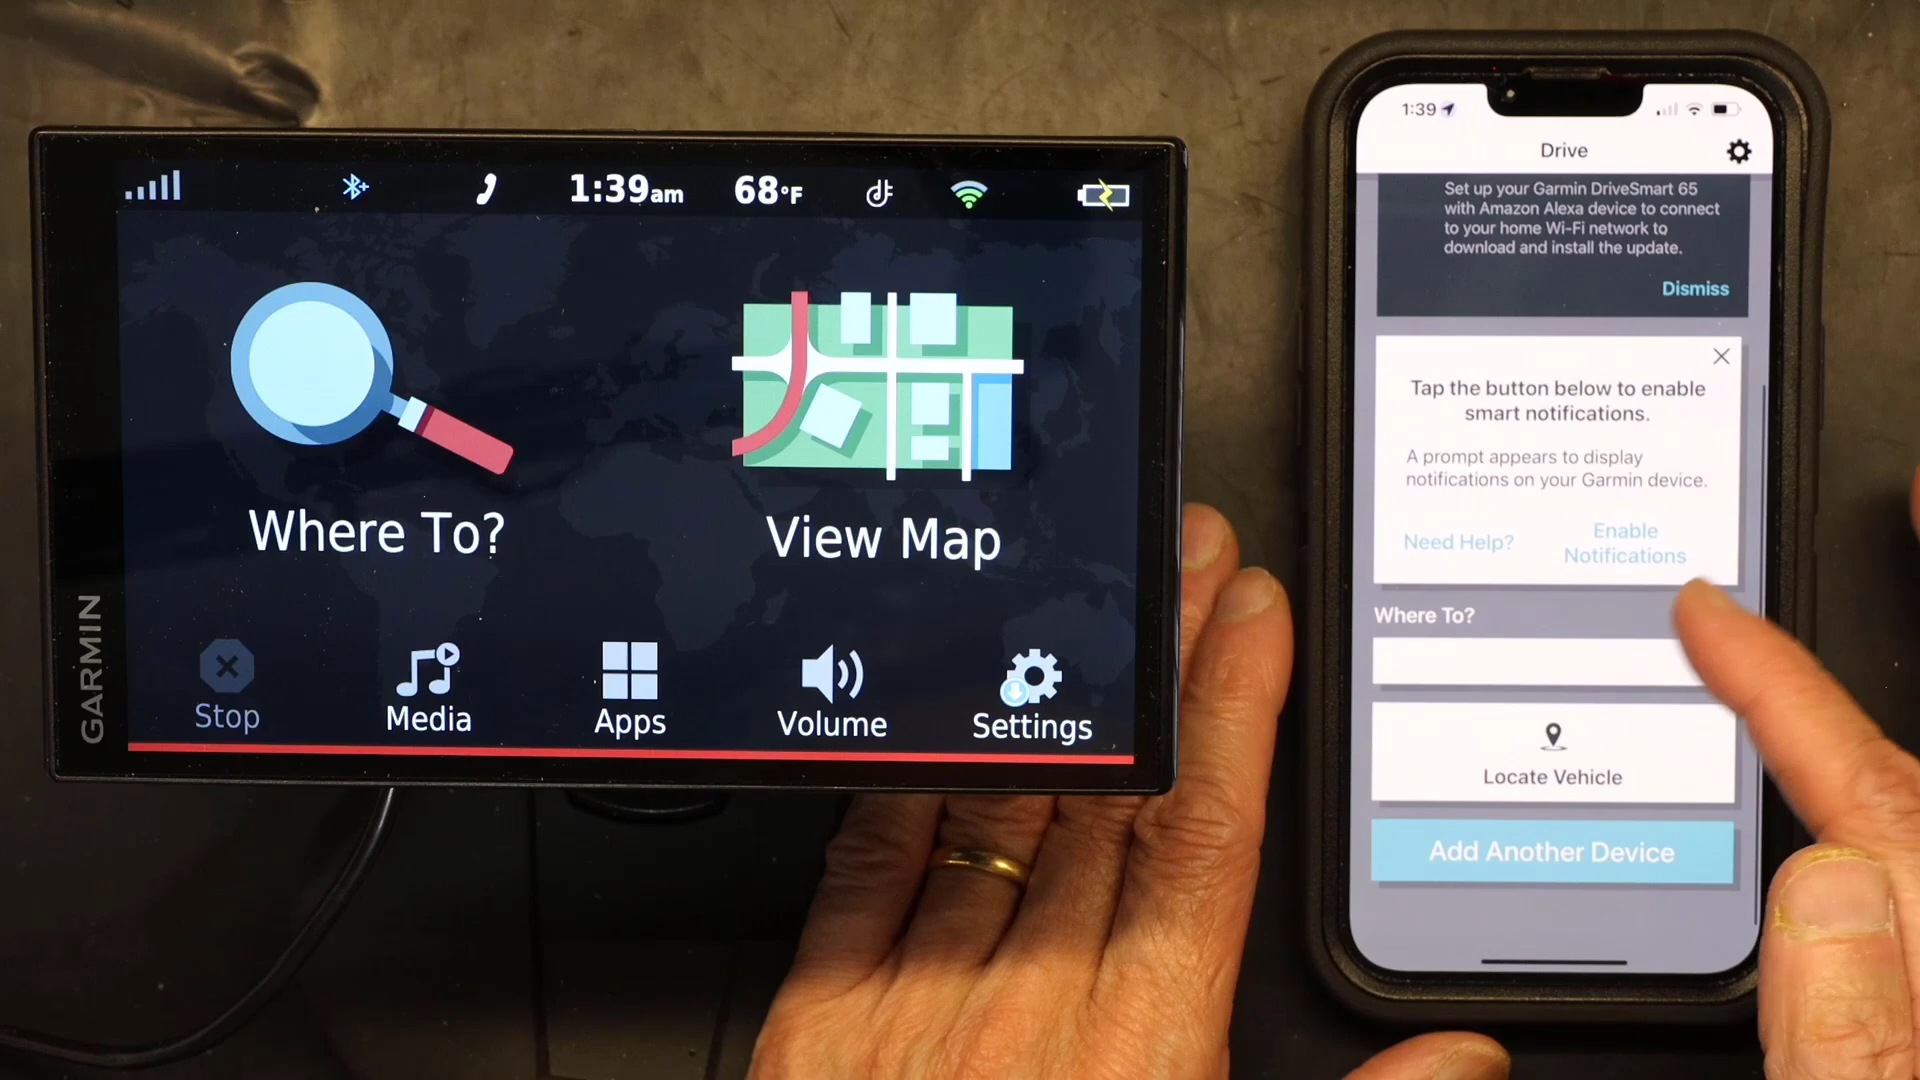 1:39am
68°F
Where To?
View Map
Stop
Media
Apps
Volume
Settings
GARMIN
1:39
Drive
Set up your Garmin DriveSmart 65
with Amazon Alexa device to connect
to your home Wi-Fi network to
download and install the update.
Dismiss
Tap the button below to enable
smart notifications.
A prompt appears to display
notifications on your Garmin device.
Need Help?
Enable
Notifications
Where To?
Locate Vehicle
Add Another Device